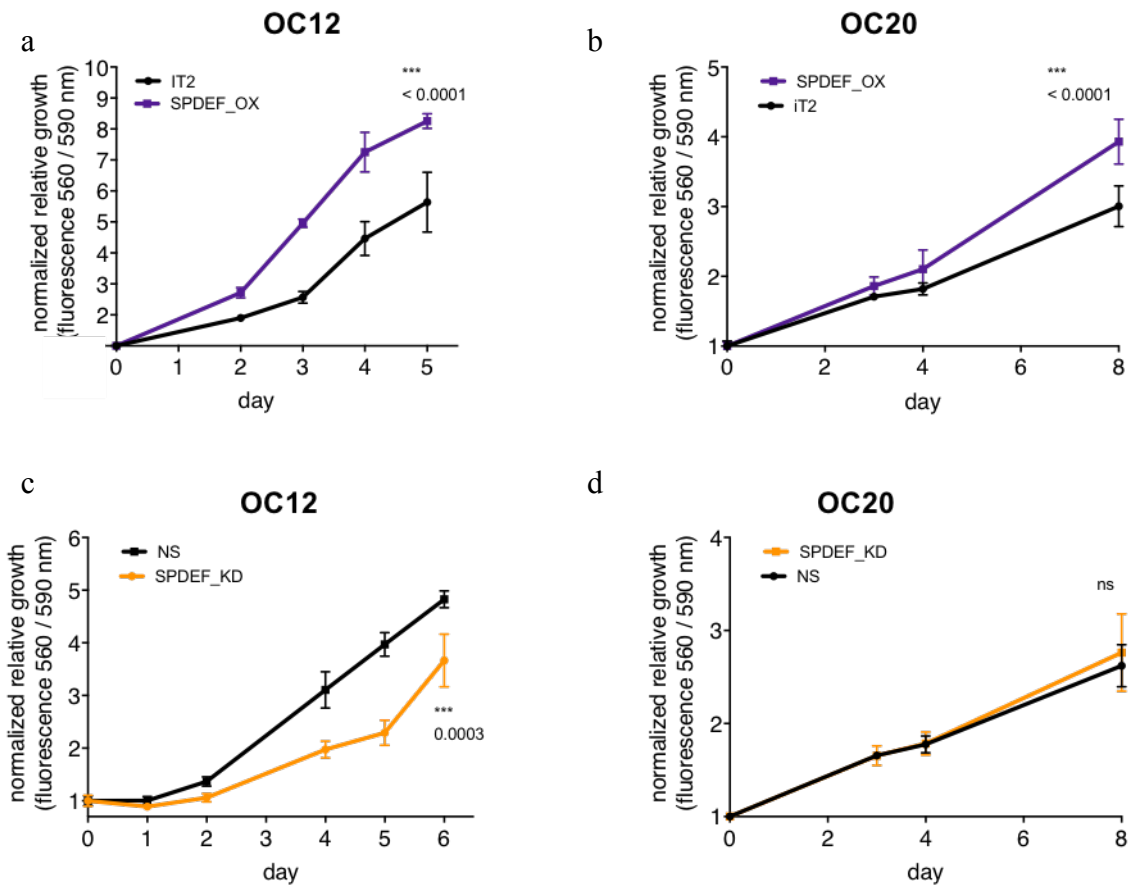 a
OC12
normalized relative growth
(fluorescence 560 / 590 nm)
10
9
8
7
6
5
4
3
2
1
IT2
SPDEF_OX
***
< 0.0001
0 1 2 3 4 5
day
b
OC20
normalized relative growth
(fluorescence 560 / 590 nm)
5
4
3
2
1
SPDEF_OX
iT2
***
< 0.0001
0 2 4 6 8
day
c
OC12
normalized relative growth
(fluorescence 560 / 590 nm)
6
5
4
3
2
1
NS
SPDEF_KD
***
0.0003
0 1 2 3 4 5 6
day
d
OC20
normalized relative growth
(fluorescence 560 / 590 nm)
4
3
2
1
SPDEF_KD
NS
ns
0 2 4 6 8
day